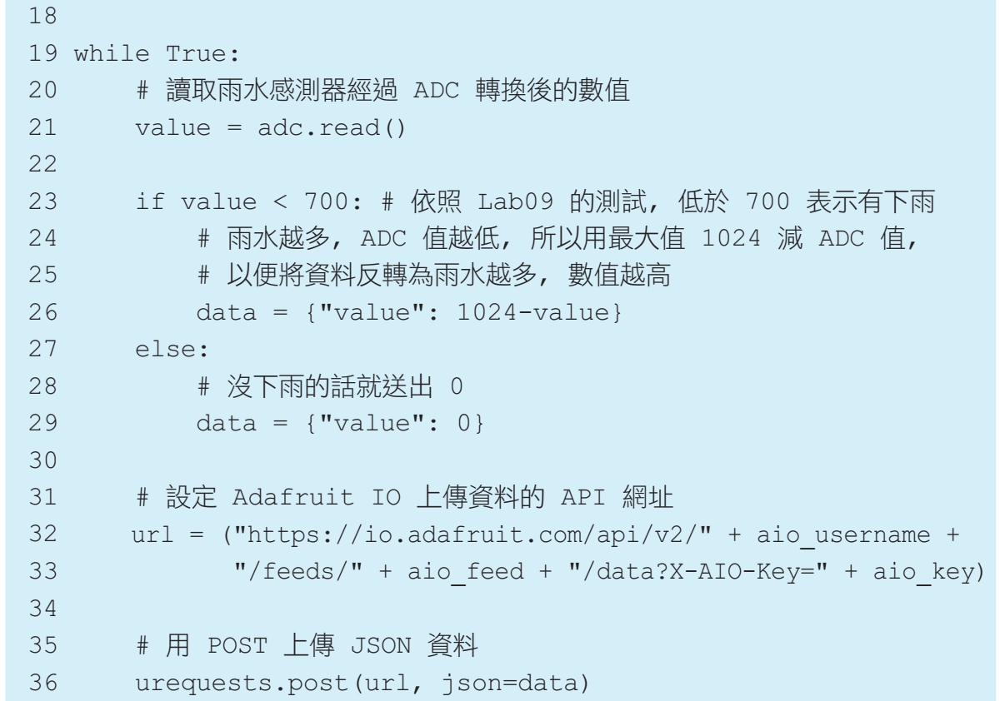 18
19 while True:
20     # 讀取雨水感測器經過 ADC 轉換後的數值
21     value = adc.read()
22
23     if value < 700: # 依照 Lab09 的測試, 低於 700 表示有下雨
24         # 雨水越多, ADC 值越低, 所以用最大值 1024 減 ADC 值,
25         # 以便將資料反轉為雨水越多, 數值越高
26         data = {"value": 1024-value}
27     else:
28         # 沒下雨的話就送出 0
29         data = {"value": 0}
30
31     # 設定 Adafruit IO 上傳資料的 API 網址
32     url = ("https://io.adafruit.com/api/v2/" + aio_username +
33            "/feeds/" + aio_feed + "/data?X-AIO-Key=" + aio_key)
34
35     # 用 POST 上傳 JSON 資料
36     urequests.post(url, json=data)